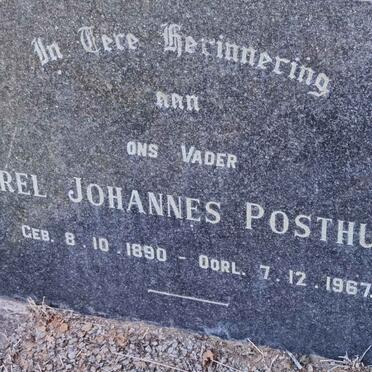 In Tere Herinnering
aan
ONS VADER
REL JOHANNES POSTHU
GEB. 8.10.1890 - OORL. 7.12.1967.